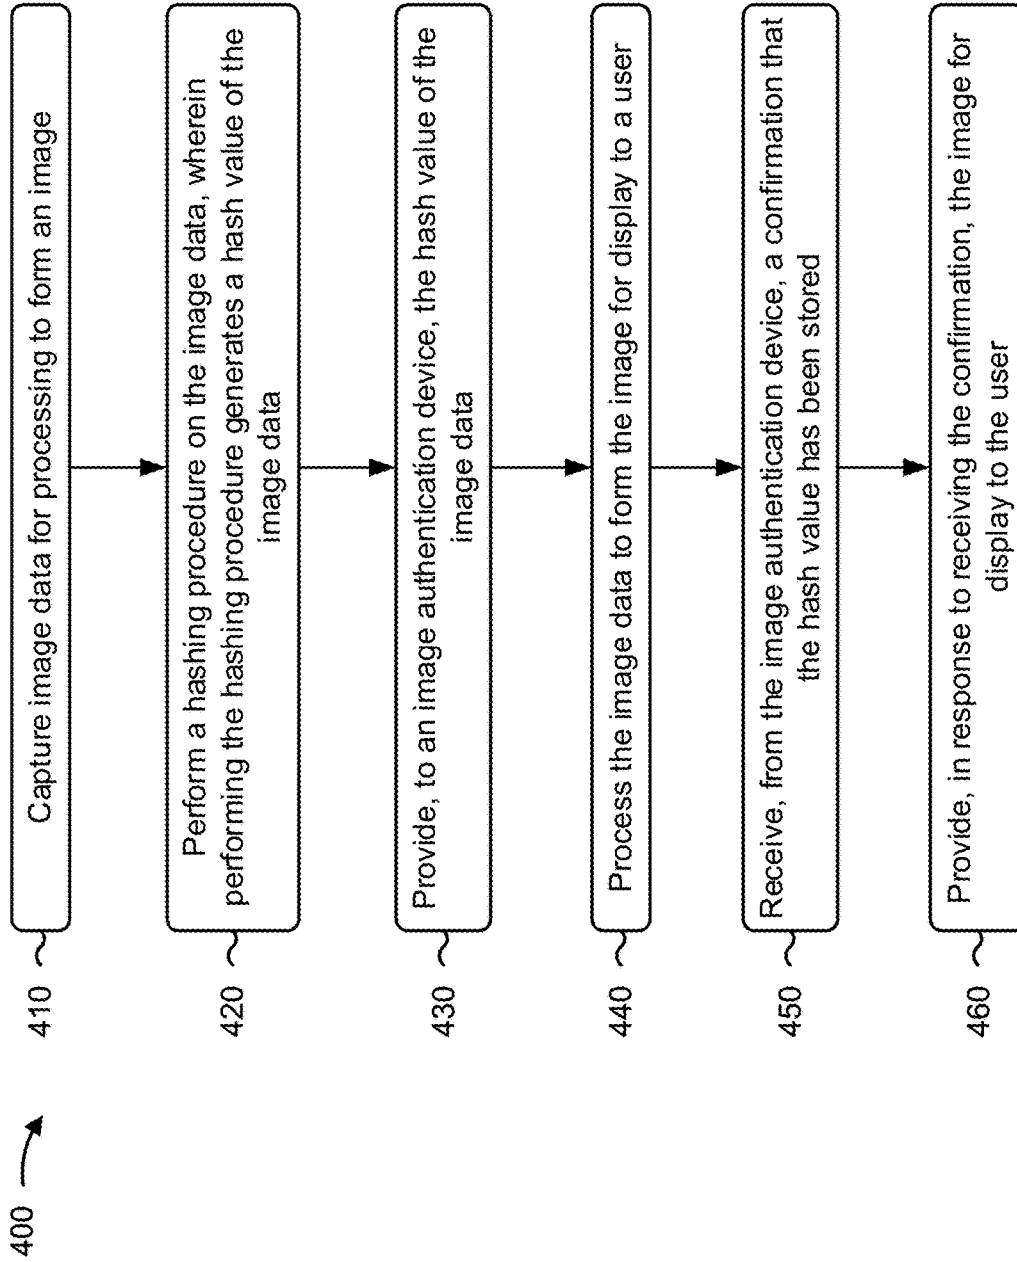 400
410
Capture image data for processing to form an image
420
Perform a hashing procedure on the image data, wherein
performing the hashing procedure generates a hash value of the
image data
430
Provide, to an image authentication device, the hash value of the
image data
440
Process the image data to form the image for display to a user
450
Receive, from the image authentication device, a confirmation that
the hash value has been stored
460
Provide, in response to receiving the confirmation, the image for
display to the user